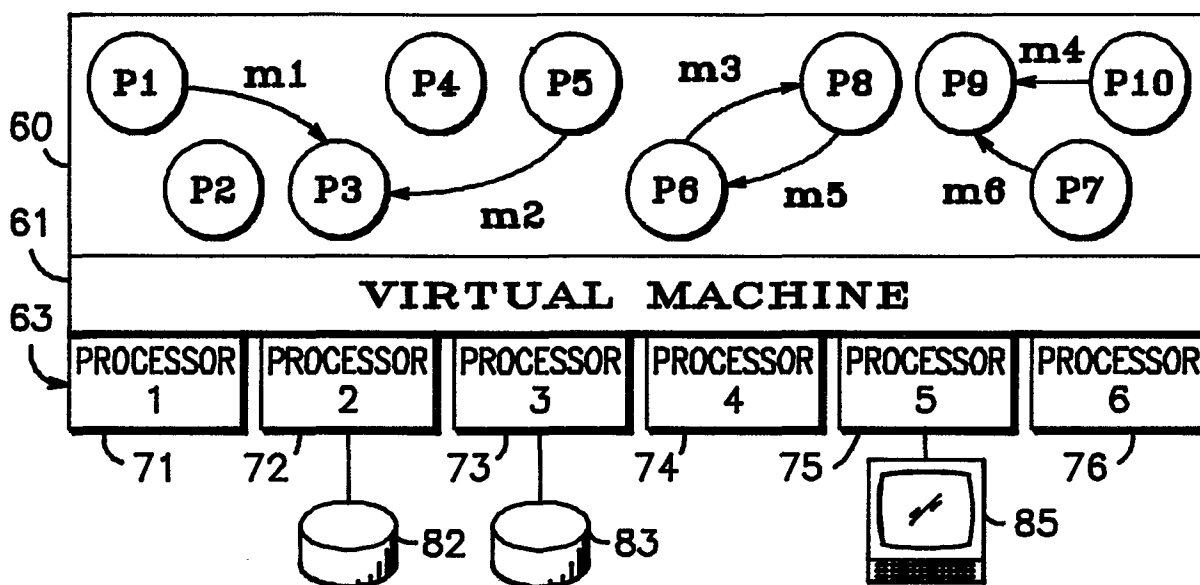 P1 m1 P4 P5 m3 P8 P9 m4 P10
60
P2 P3 m2 P6 m5 m6 P7
61
VIRTUAL MACHINE
63
PROCESSOR 1
PROCESSOR 2
PROCESSOR 3
PROCESSOR 4
PROCESSOR 5
PROCESSOR 6
71 72 73 74 75 76
82 83 85